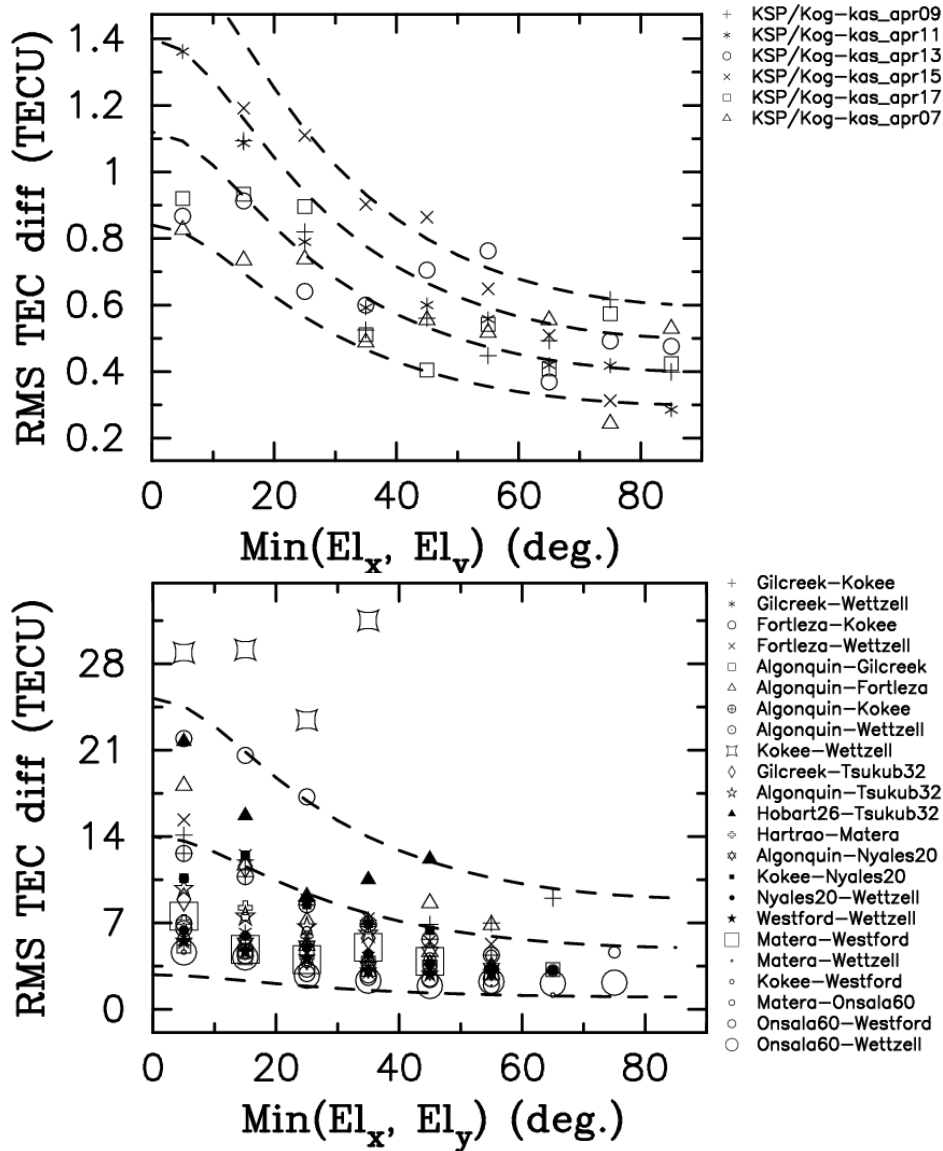 RMS TEC diff (TECU)
1.4
1.2
1
0.8
0.6
0.4
0.2
0 20 40 60 80
Min(El_x, El_v) (deg.)
KSP/Kog-kas_apr09
KSP/Kog-kas_apr11
KSP/Kog-kas_apr13
KSP/Kog-kas_apr15
KSP/Kog-kas_apr17
KSP/Kog-kas_apr07
RMS TEC diff (TECU)
28
21
14
7
0
0 20 40 60 80
Min(El_x, El_y) (deg.)
Gilcreek-Kokee
Gilcreek-Wettzell
Fortleza-Kokee
Fortleza-Wettzell
Algonquin-Gilcreek
Algonquin-Fortleza
Algonquin-Kokee
Algonquin-Wettzell
Kokee-Wettzell
Gilcreek-Tsukub32
Algonquin-Tsukub32
Hobart26-Tsukub32
Hartrao-Matera
Algonquin-Nyales20
Kokee-Nyales20
Nyales20-Wettzell
Westford-Wettzell
Matera-Westford
Matera-Wettzell
Kokee-Westford
Matera-Onsala60
Onsala60-Westford
Onsala60-Wettzell